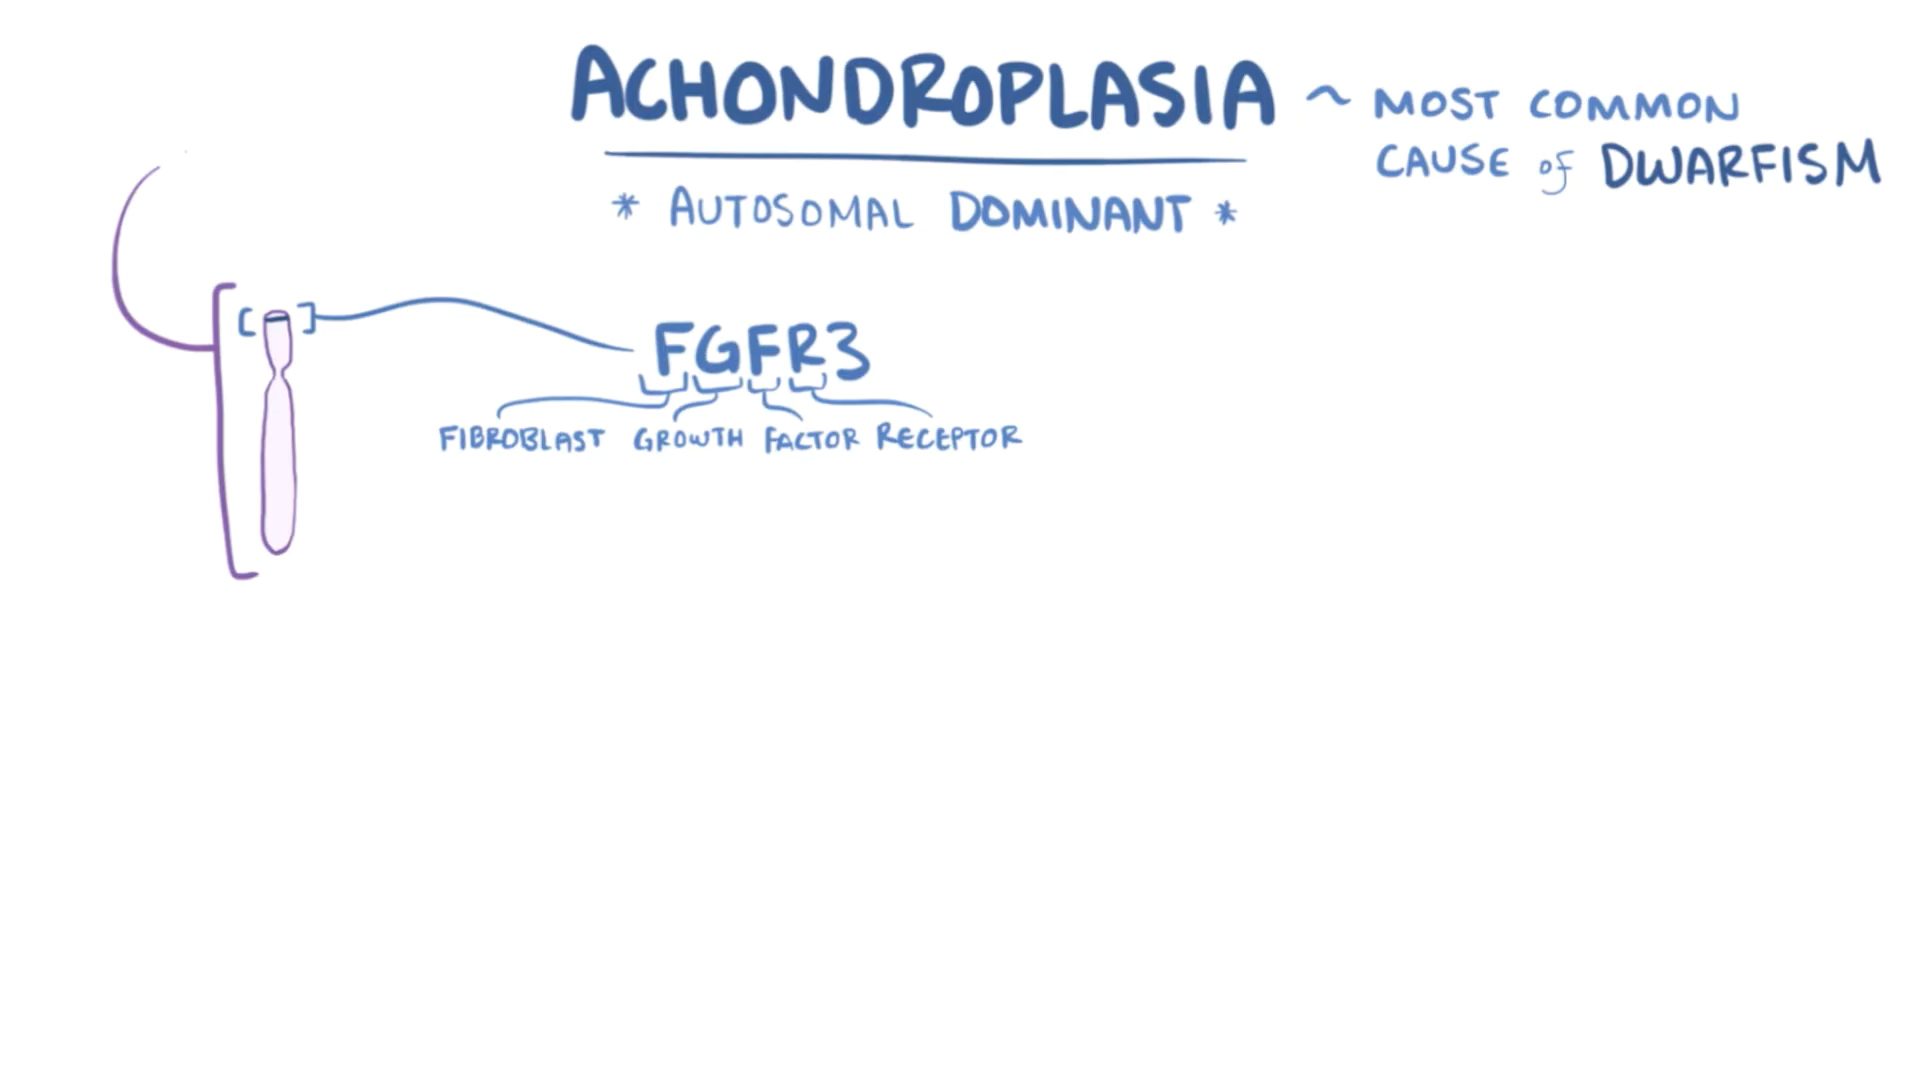 ACHONDROPLASIA ~ MOST COMMON
CAUSE of DWARFISM
* AUTOSOMAL DOMINANT *
FGFR3
FIBROBLAST GROWTH FACTOR RECEPTOR